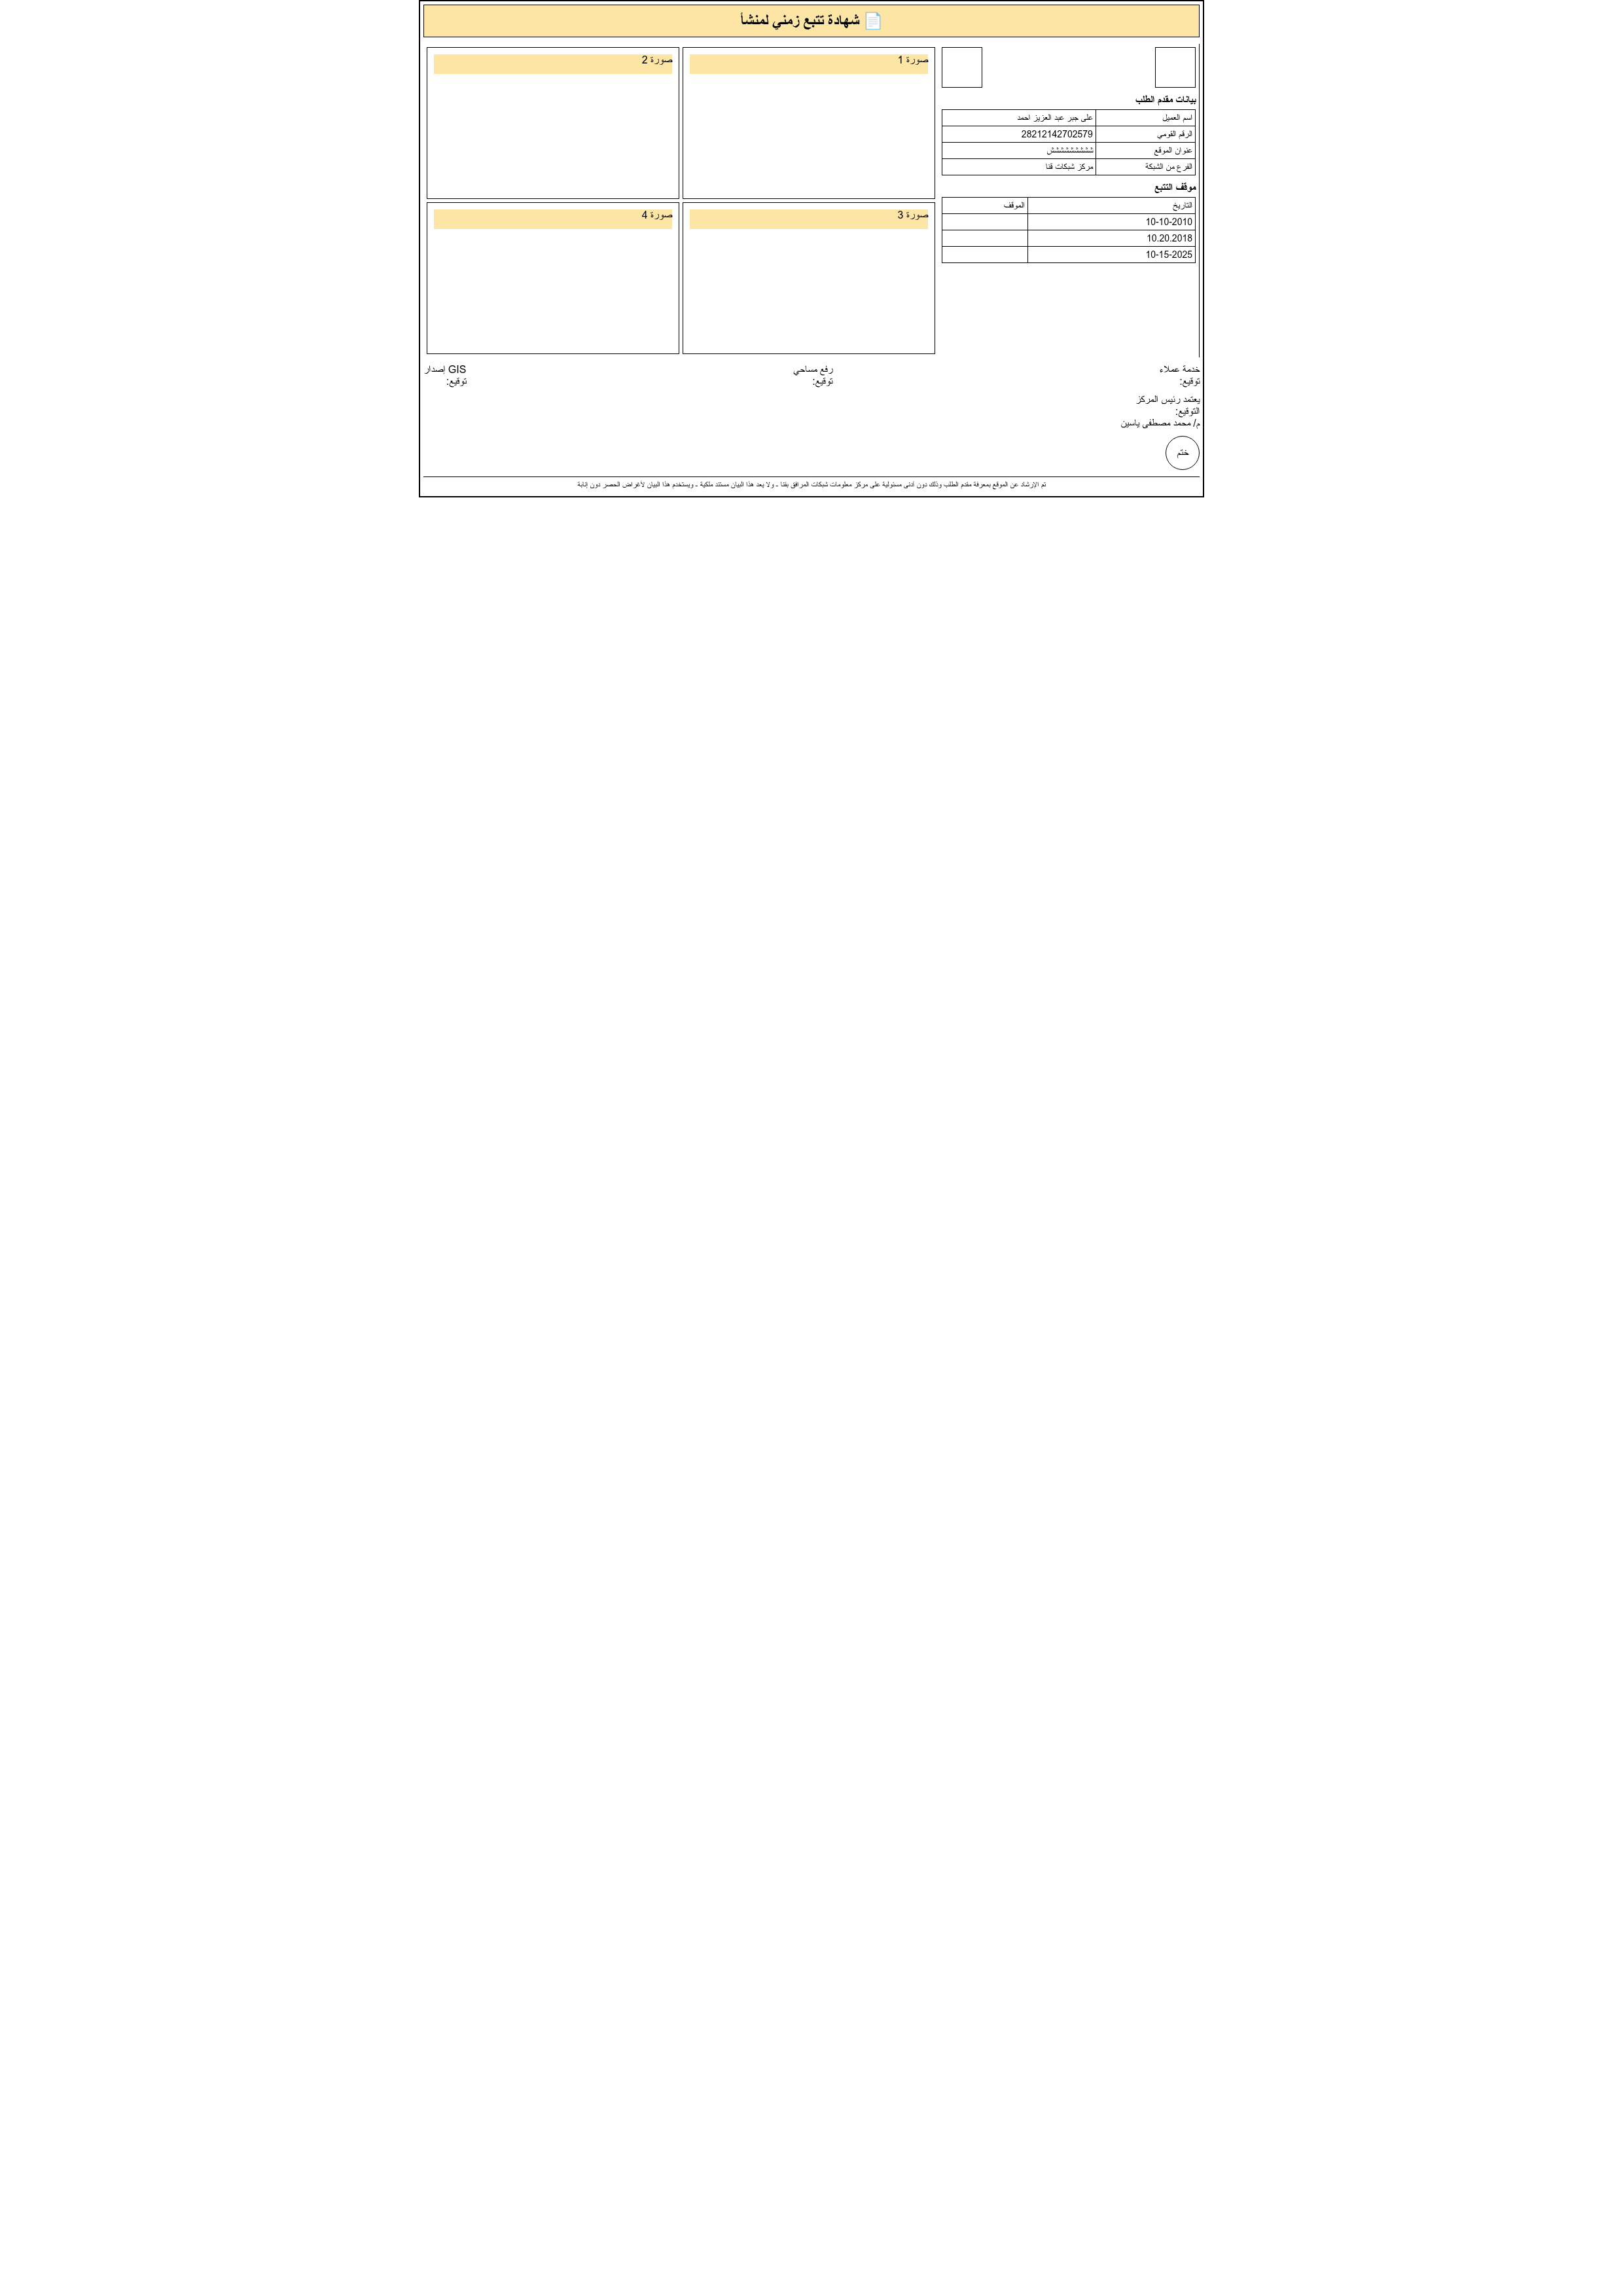 📄 شهادة تتبع زمني لمنشأ
بيانات مقدم الطلب
اسم العميل على جبر عبد العزيز احمد
الرقم القومي 28212142702579
عنوان الموقع
الفرع من الشبكة مركز شبكات قنا
موقف التتبع
التاريخ الموقف
10-10-2010
10.20.2018
10-15-2025
صورة 1
صورة 2
صورة 3
صورة 4
خدمة عملاء
توقيع:
رفع مساحي
توقيع:
إصدار GIS
توقيع:
يعتمد رئيس المركز
التوقيع:
م/ محمد مصطفى ياسين
ختم
تم الإرشاد عن الموقع بمعرفة مقدم الطلب وذلك دون ادنى مسئولية على مركز معلومات شبكات المرافق بقنا ـ ولا يعد هذا البيان مستند ملكية ـ ويستخدم هذا البيان لأغراض الحصر دون إنابة